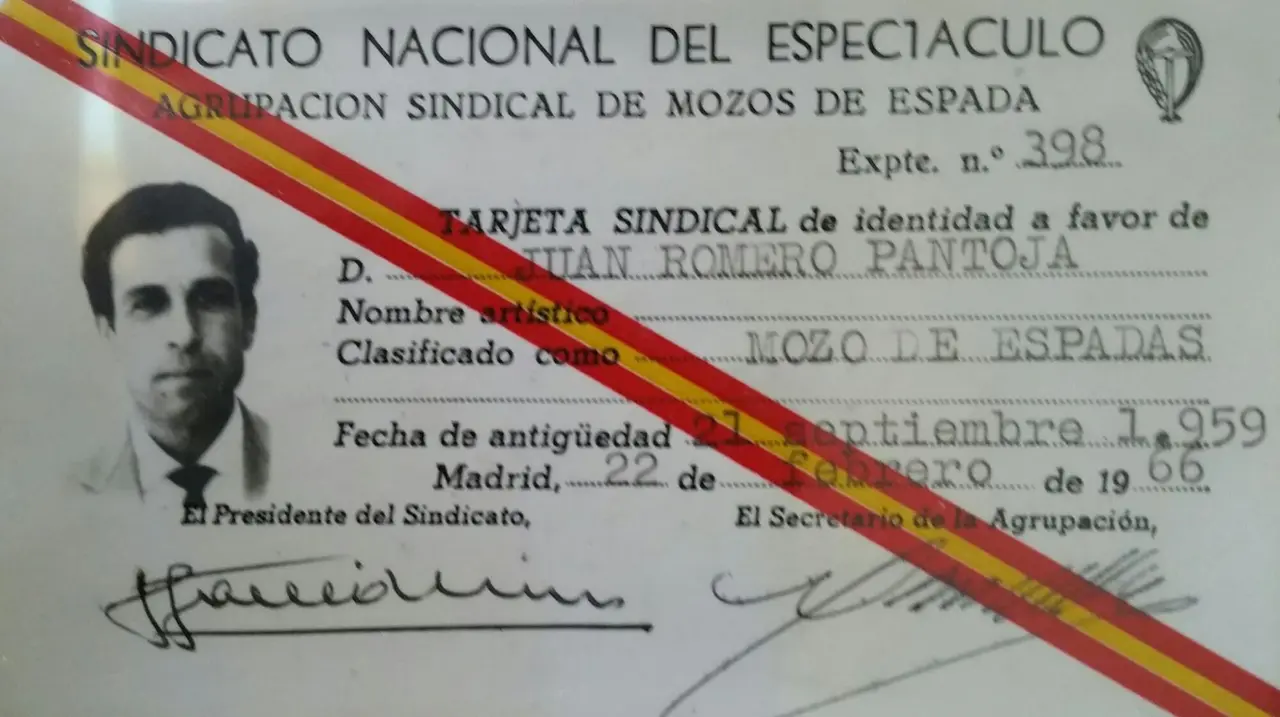 SINDICATO NACIONAL DEL ESPECTACULO
AGRUPACION SINDICAL DE MOZOS DE ESPADA
Expte. n.º 398
TARJETA SINDICAL de identidad a favor de
D. JUAN ROMERO PANTOJA
Nombre artístico
Clasificado como MOZO DE ESPADAS
Fecha de antigüedad 21 septiembre 1.959
Madrid, 22 de febrero de 19 66
El Presidente del Sindicato,
El Secretario de la Agrupación,